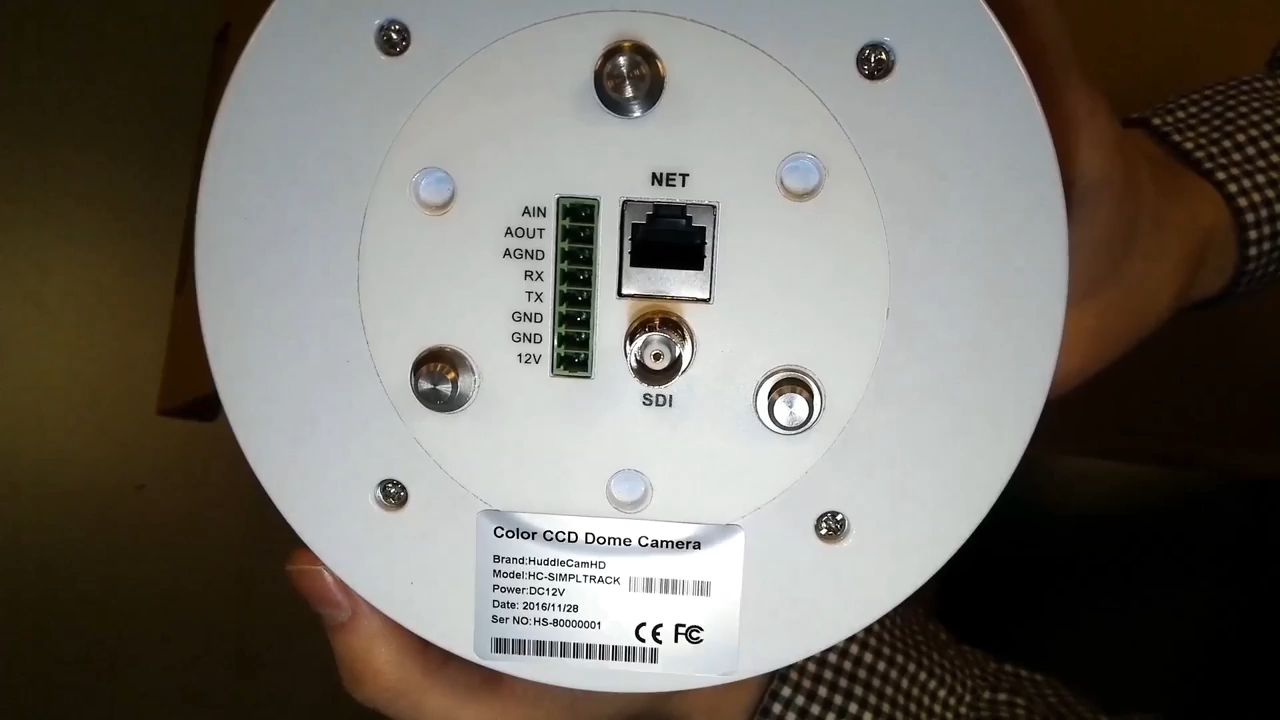 NET
AIN
AOUT
AGND
RX
TX
GND
GND
12V
SDI
Color CCD Dome Camera
Brand:HuddleCamHD
Model:HC-SIMPLTRACK
Power:DC12V
Date: 2016/11/28
Ser NO:HS-80000001
CE FC